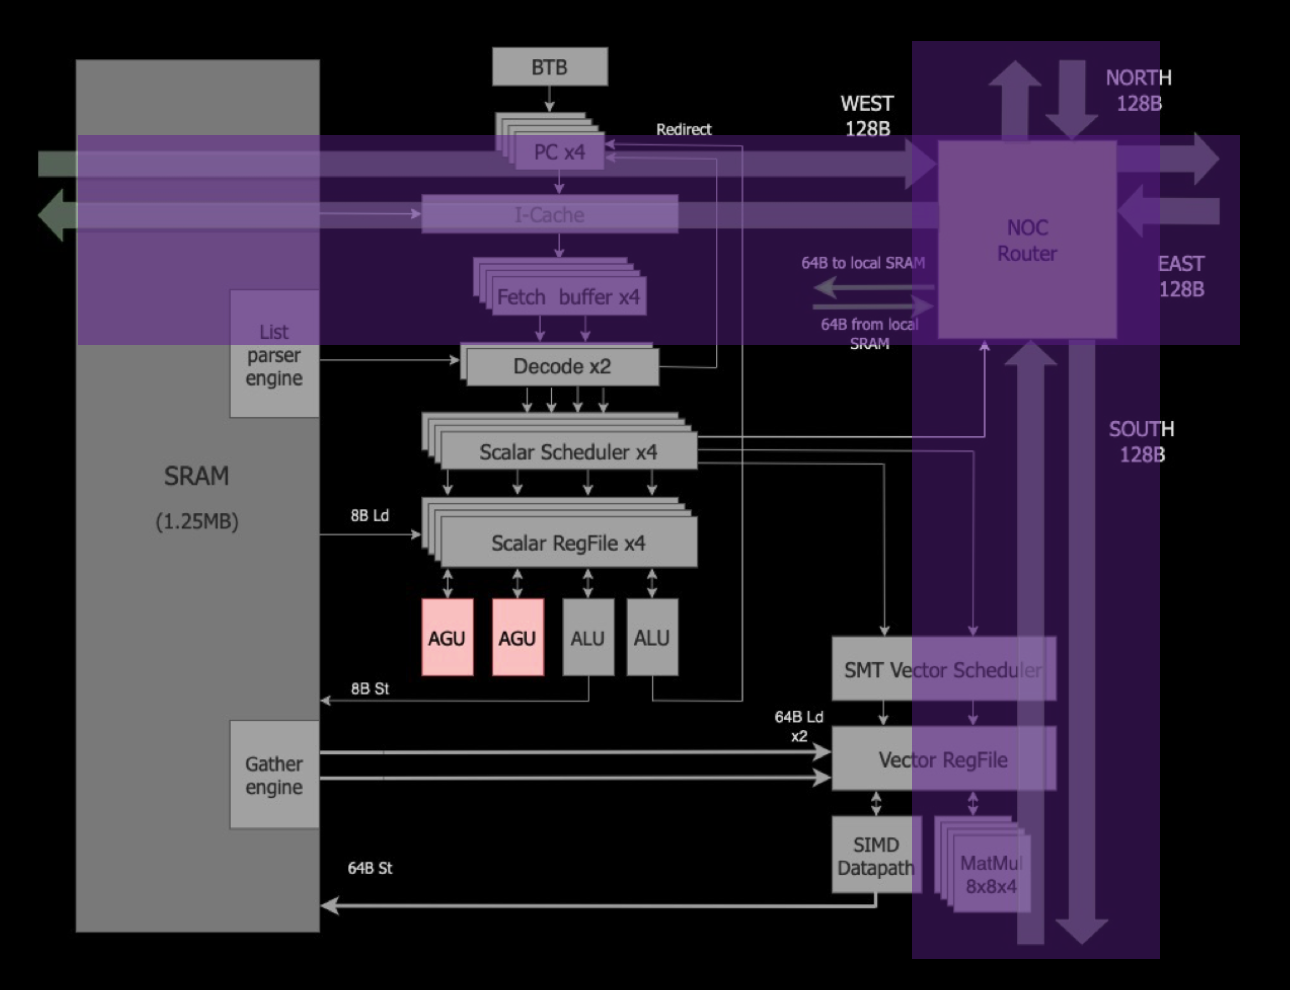 BTB
NORTH
128B
WEST
128B
Redirect
PC x4
I-Cache
NOC
Router
64B to local SRAM
EAST
128B
Fetch buffer x4
64B from local
SRAM
List
parser
engine
Decode x2
SOUTH
128B
Scalar Scheduler x4
SRAM
(1.25MB)
8B Ld
Scalar RegFile x4
AGU
AGU
ALU
ALU
SMT Vector Scheduler
8B St
64B Ld
x2
Gather
engine
Vector RegFile
SIMD
Datapath
MatMul
8x8x4
64B St